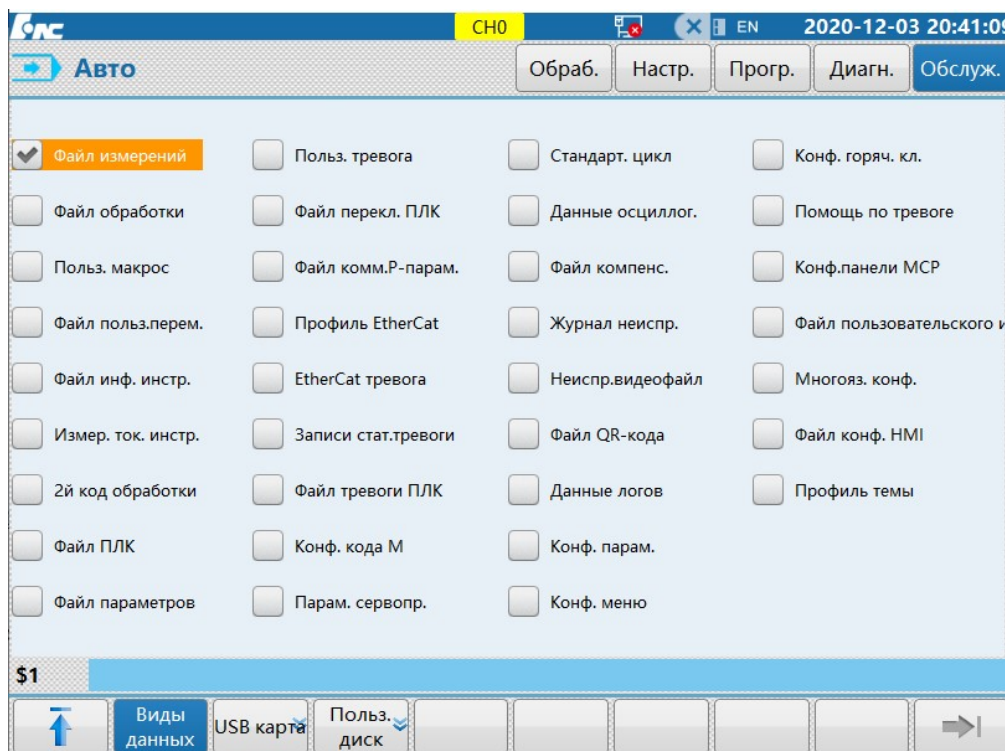 HNC CH0 EN 2020-12-03 20:41:09
Авто Обраб. Настр. Прогр. Диагн. Обслуж.
Файл измерений Польз. тревога Стандарт. цикл Конф. горяч. кл.
Файл обработки Файл перекл. ПЛК Данные осциллог. Помощь по тревоге
Польз. макрос Файл комм.Р-парам. Файл компенс. Конф.панели MCP
Файл польз.перем. Профиль EtherCat Журнал неиспр. Файл пользовательского и
Файл инф. инстр. EtherCat тревога Неиспр.видеофайл Многояз. конф.
Измер. ток. инстр. Записи стат.тревоги Файл QR-кода Файл конф. HMI
2й код обработки Файл тревоги ПЛК Данные логов Профиль темы
Файл ПЛК Конф. кода М Конф. парам.
Файл параметров Парам. сервопр. Конф. меню
$1
Виды данных USB карта Польз. диск